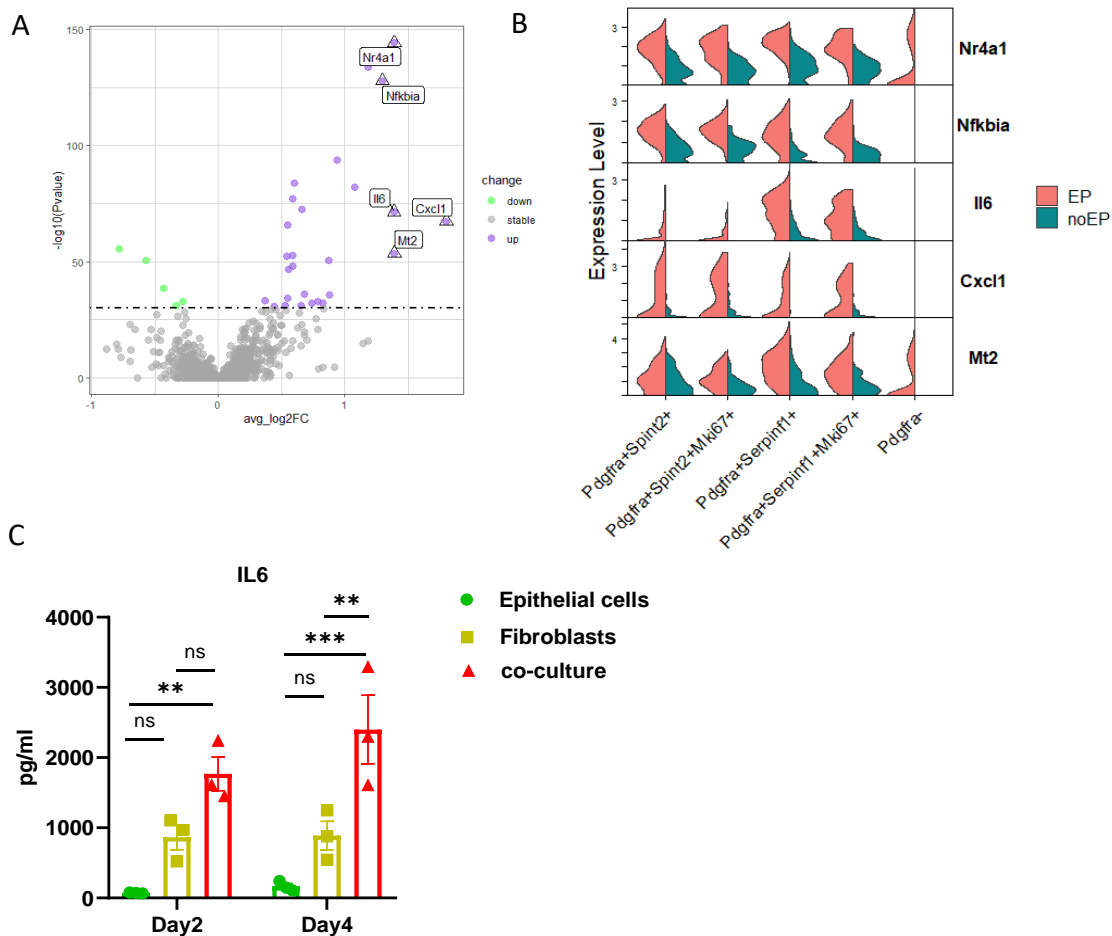 A
150
100
50
0
-log10(Pvalue)
-1
0
1
avg_log2FC
Nr4a1
Nfkbia
Il6
Cxcl1
Mt2
change
down
stable
up
B
Expression Level
3
Nr4a1
3
Nfkbia
3
Il6
3
Cxcl1
4
Mt2
Pdgfra+Spint2+
Pdgfra+Spint2+Mki67+
Pdgfra+Serpinf1+
Pdgfra+Serpinf1+Mki67+
Pdgfra-
EP
noEP
C
IL6
4000
3000
2000
1000
0
pg/ml
ns
**
ns
**
***
ns
Day2
Day4
Epithelial cells
Fibroblasts
co-culture